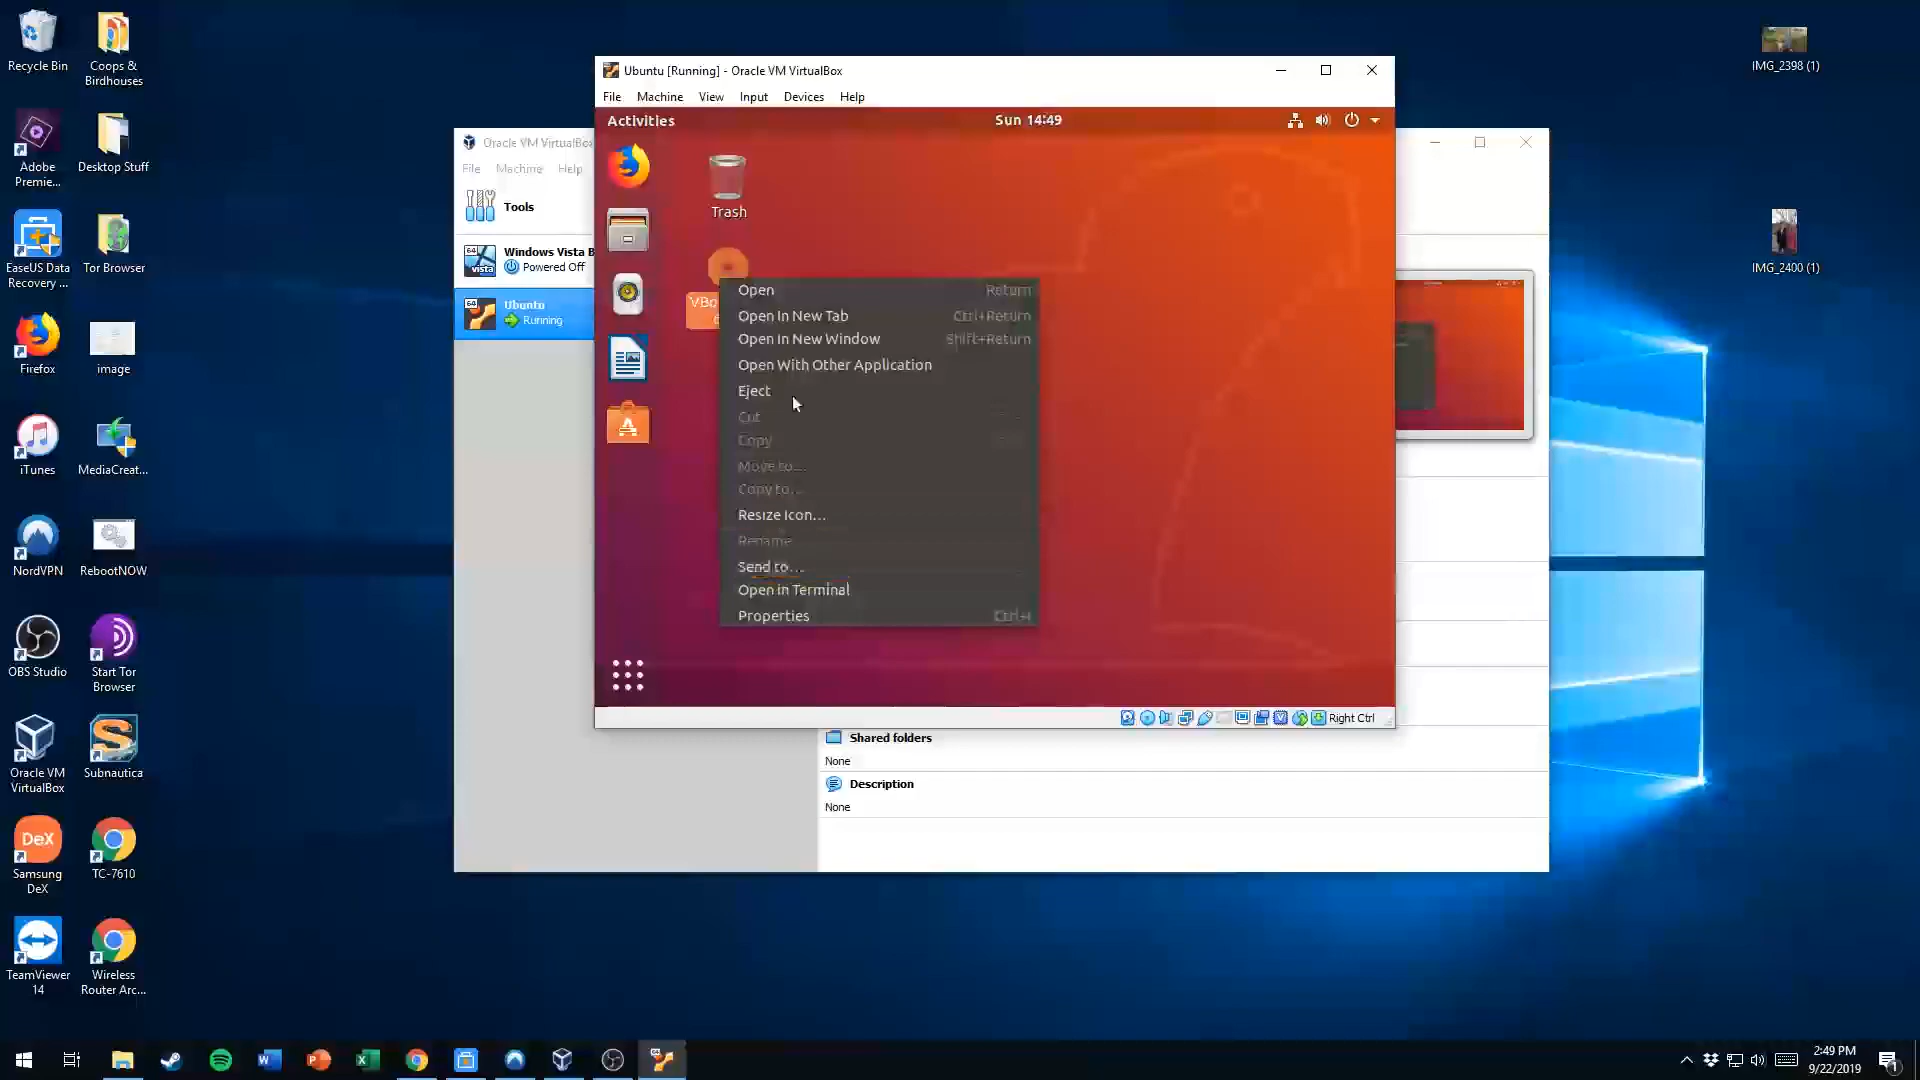 Recycle Bin
Coops &
Birdhouses
Adobe
Premie...
Desktop Stuff
EaseUS Data
Recovery ...
Tor Browser
Firefox
image
iTunes
MediaCreat...
NordVPN
RebootNOW
OBS Studio
Start Tor
Browser
Oracle VM
VirtualBox
Subnautica
DeX
Samsung
DeX
TC-7610
TeamViewer
14
Wireless
Router Arc...
IMG_2398 (1)
IMG_2400 (1)
Oracle VM VirtualBox
File Machine Help
Tools
64
vista
Windows Vista B
Powered Off
64
Ubuntu
Running
Shared folders
None
Description
None
Ubuntu [Running] - Oracle VM VirtualBox
File Machine View Input Devices Help
Activities
Sun 14:49
Trash
Open Return
Open In New Tab Ctrl+Return
Open In New Window Shift+Return
Open With Other Application
Eject
Cut
Copy
Move to...
Copy to...
Resize Icon...
Rename
Send to...
Open in Terminal
Properties Ctrl+I
Right Ctrl
2:49 PM
9/22/2019
1